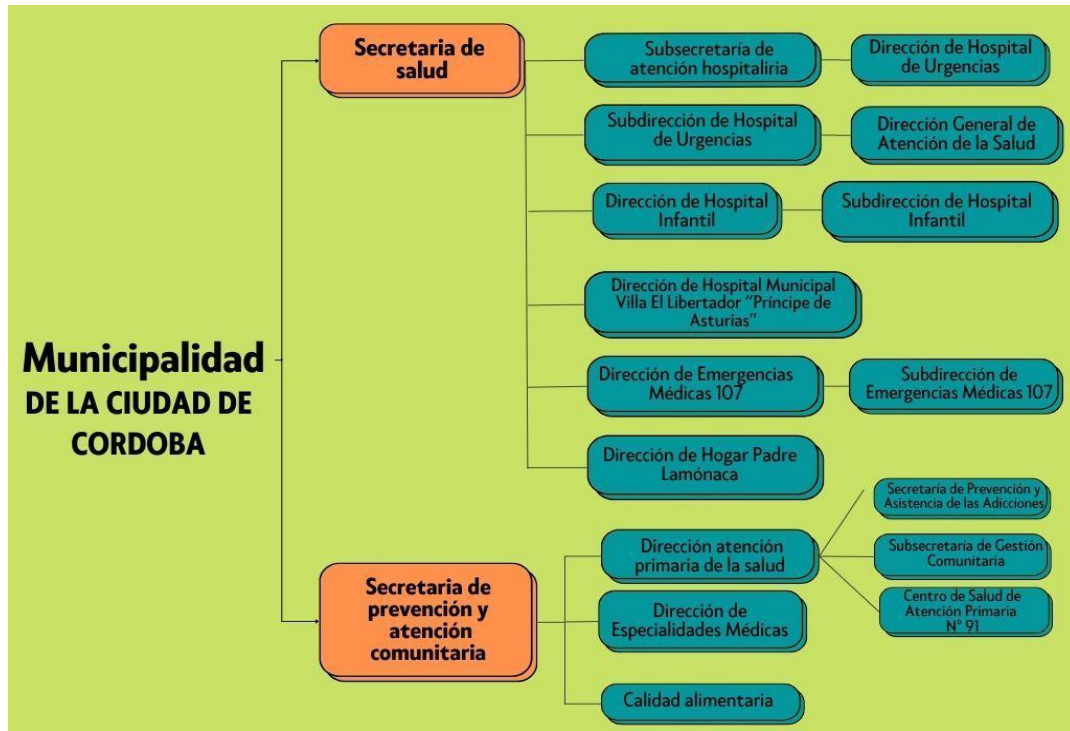 Municipalidad
DE LA CIUDAD DE
CORDOBA
Secretaria de
salud
Subsecretaría de
atención hospitaliria
Dirección de Hospital
de Urgencias
Subdirección de Hospital
de Urgencias
Dirección General de
Atención de la Salud
Dirección de Hospital
Infantil
Subdirección de Hospital
Infantil
Dirección de Hospital Municipal
Villa El Libertador "Príncipe de
Asturias"
Dirección de Emergencias
Médicas 107
Subdirección de
Emergencias Médicas 107
Dirección de Hogar Padre
Lamónaca
Secretaria de
prevención y
atención
comunitaria
Dirección atención
primaria de la salud
Secretaría de Prevención y
Asistencia de las Adicciones
Subsecretaría de Gestión
Comunitaria
Centro de Salud de
Atención Primaria
N° 91
Dirección de
Especialidades Médicas
Calidad alimentaria